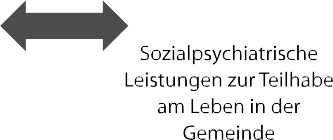 Sozialpsychiatrische
Leistungen zur Teilhabe
am Leben in der
Gemeinde